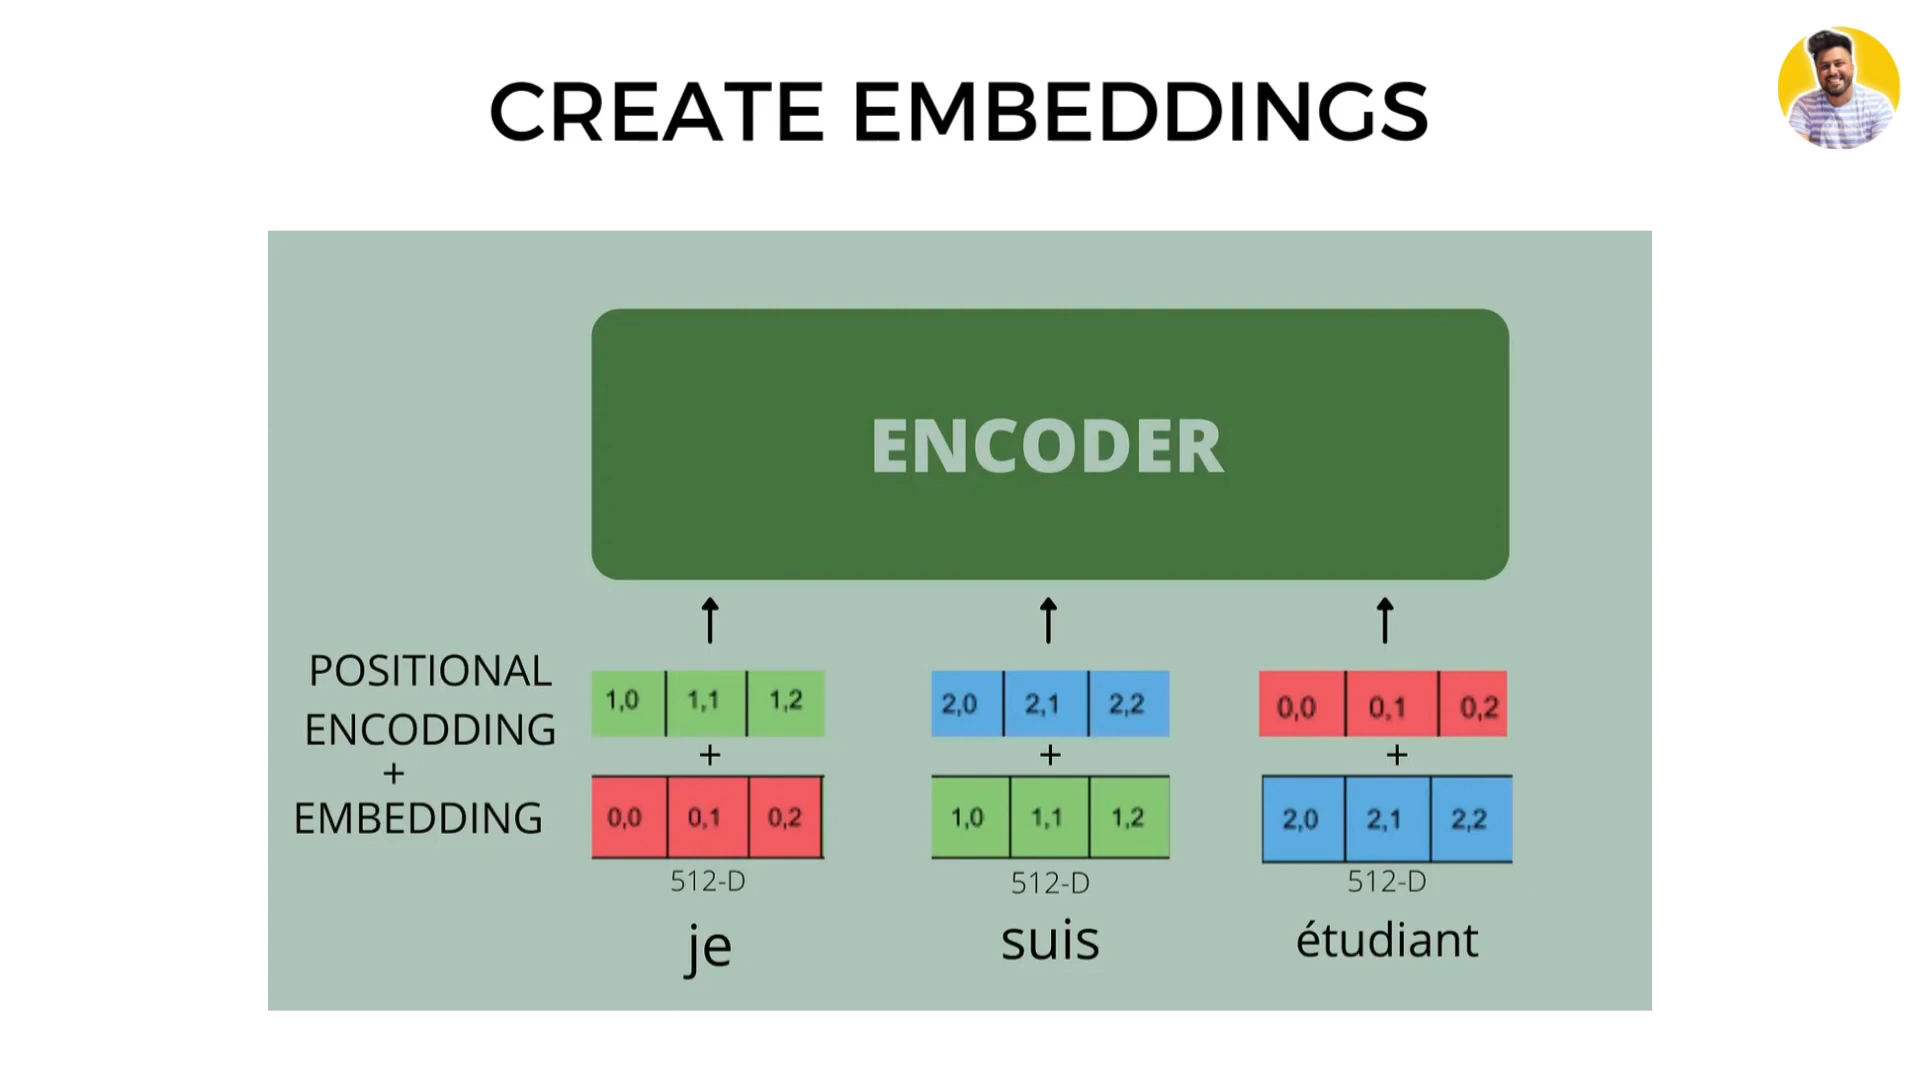 CREATE EMBEDDINGS
ENCODER
POSITIONAL
ENCODDING
+
EMBEDDING
1,0 1,1 1,2
+
0,0 0,1 0,2
512-D
je
2,0 2,1 2,2
+
1,0 1,1 1,2
512-D
suis
0,0 0,1 0,2
+
2,0 2,1 2,2
512-D
étudiant